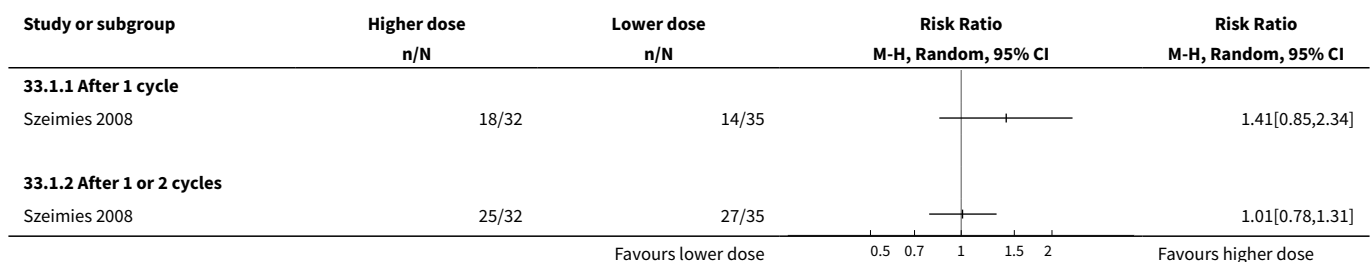 Study or subgroup Higher dose Lower dose Risk Ratio Risk Ratio
n/N n/N M-H, Random, 95% CI M-H, Random, 95% CI
33.1.1 After 1 cycle
Szeimies 2008 18/32 14/35 1.41[0.85,2.34]
33.1.2 After 1 or 2 cycles
Szeimies 2008 25/32 27/35 1.01[0.78,1.31]
Favours lower dose 0.5 0.7 1 1.5 2 Favours higher dose